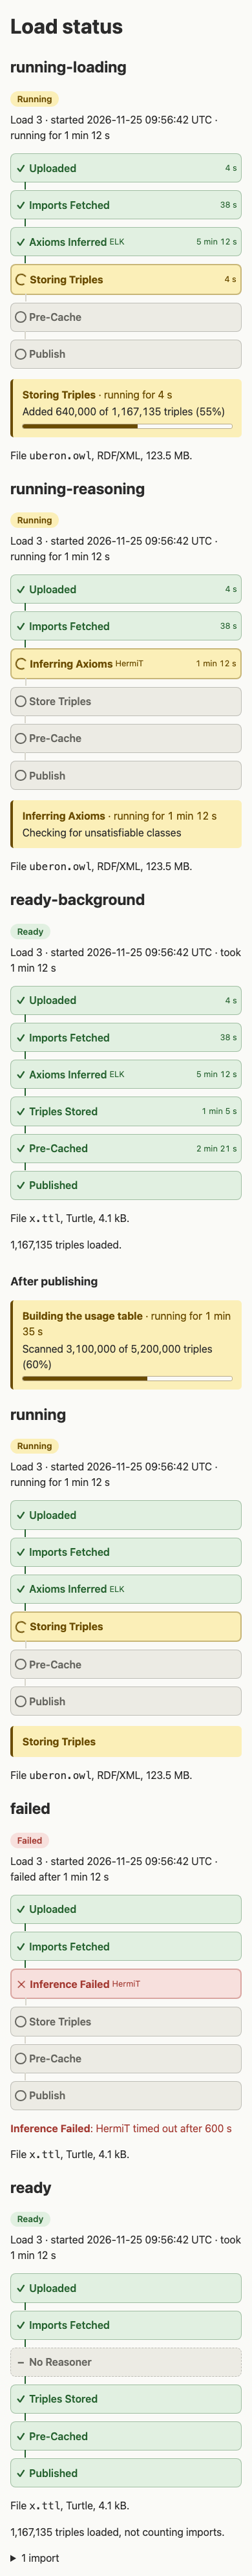 Load status
running-loading
Running
Load 3 · started 2026-11-25 09:56:42 UTC ·
running for 1 min 12 s
✓ Uploaded 4 s
✓ Imports Fetched 38 s
✓ Axioms Inferred ELK 5 min 12 s
Storing Triples 4 s
Pre-Cache
Publish
Storing Triples · running for 4 s
Added 640,000 of 1,167,135 triples (55%)
File uberon.owl, RDF/XML, 123.5 MB.
running-reasoning
Running
Load 3 · started 2026-11-25 09:56:42 UTC ·
running for 1 min 12 s
✓ Uploaded 4 s
✓ Imports Fetched 38 s
Inferring Axioms HermiT 1 min 12 s
Store Triples
Pre-Cache
Publish
Inferring Axioms · running for 1 min 12 s
Checking for unsatisfiable classes
File uberon.owl, RDF/XML, 123.5 MB.
ready-background
Ready
Load 3 · started 2026-11-25 09:56:42 UTC · took
1 min 12 s
✓ Uploaded 4 s
✓ Imports Fetched 38 s
✓ Axioms Inferred ELK 5 min 12 s
✓ Triples Stored 1 min 5 s
✓ Pre-Cached 2 min 21 s
✓ Published
File x.ttl, Turtle, 4.1 kB.
1,167,135 triples loaded.
After publishing
Building the usage table · running for 1 min
35 s
Scanned 3,100,000 of 5,200,000 triples
(60%)
running
Running
Load 3 · started 2026-11-25 09:56:42 UTC ·
running for 1 min 12 s
✓ Uploaded
✓ Imports Fetched
✓ Axioms Inferred ELK
Storing Triples
Pre-Cache
Publish
Storing Triples
File uberon.owl, RDF/XML, 123.5 MB.
failed
Failed
Load 3 · started 2026-11-25 09:56:42 UTC ·
failed after 1 min 12 s
✓ Uploaded
✓ Imports Fetched
✕ Inference Failed HermiT
Store Triples
Pre-Cache
Publish
Inference Failed: HermiT timed out after 600 s
File x.ttl, Turtle, 4.1 kB.
ready
Ready
Load 3 · started 2026-11-25 09:56:42 UTC · took
1 min 12 s
✓ Uploaded
✓ Imports Fetched
– No Reasoner
✓ Triples Stored
✓ Pre-Cached
✓ Published
File x.ttl, Turtle, 4.1 kB.
1,167,135 triples loaded, not counting imports.
▶ 1 import